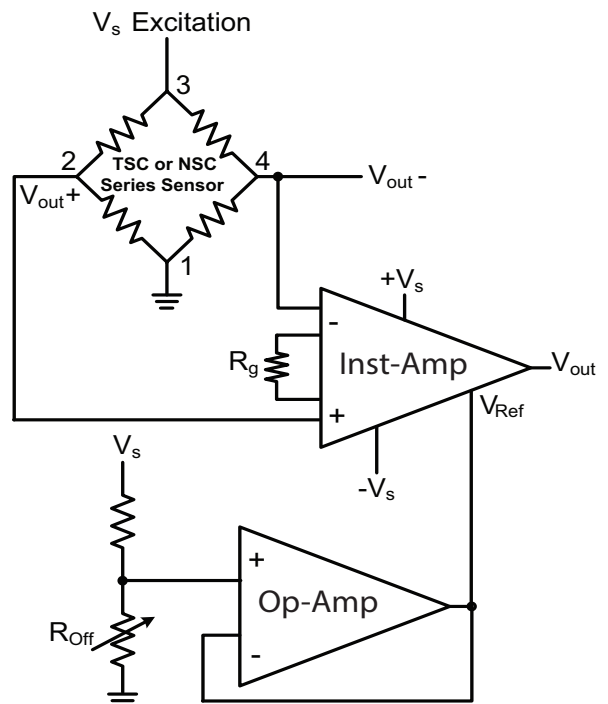 Vs Excitation
3
2
TSC or NSC
4
Series Sensor
Vout+
Vout -
1
+Vs
-
Rg
Inst-Amp
Vout
+
VRef
Vs
-Vs
+
Op-Amp
ROff
-